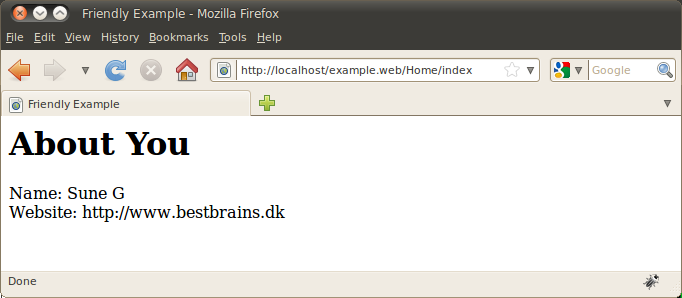 Friendly Example - Mozilla Firefox
File Edit View History Bookmarks Tools Help
http://localhost/example.web/Home/index Google
Friendly Example
About You
Name: Sune G
Website: http://www.bestbrains.dk
Done